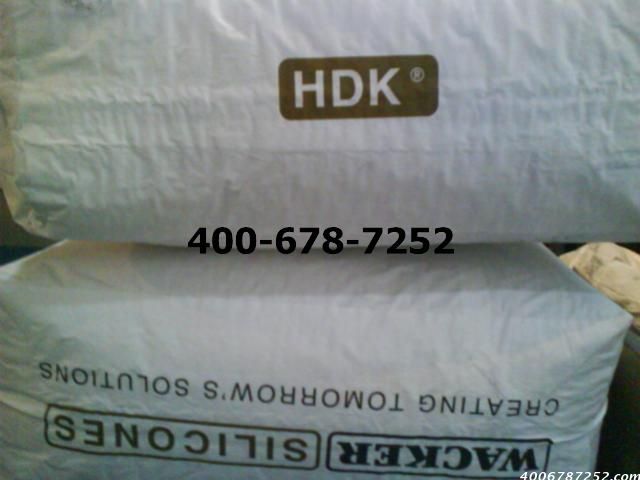 HDK®
400-678-7252
CREATING TOMORROW'S SOLUTIONS
WACKER SILICONES
4006787252.com